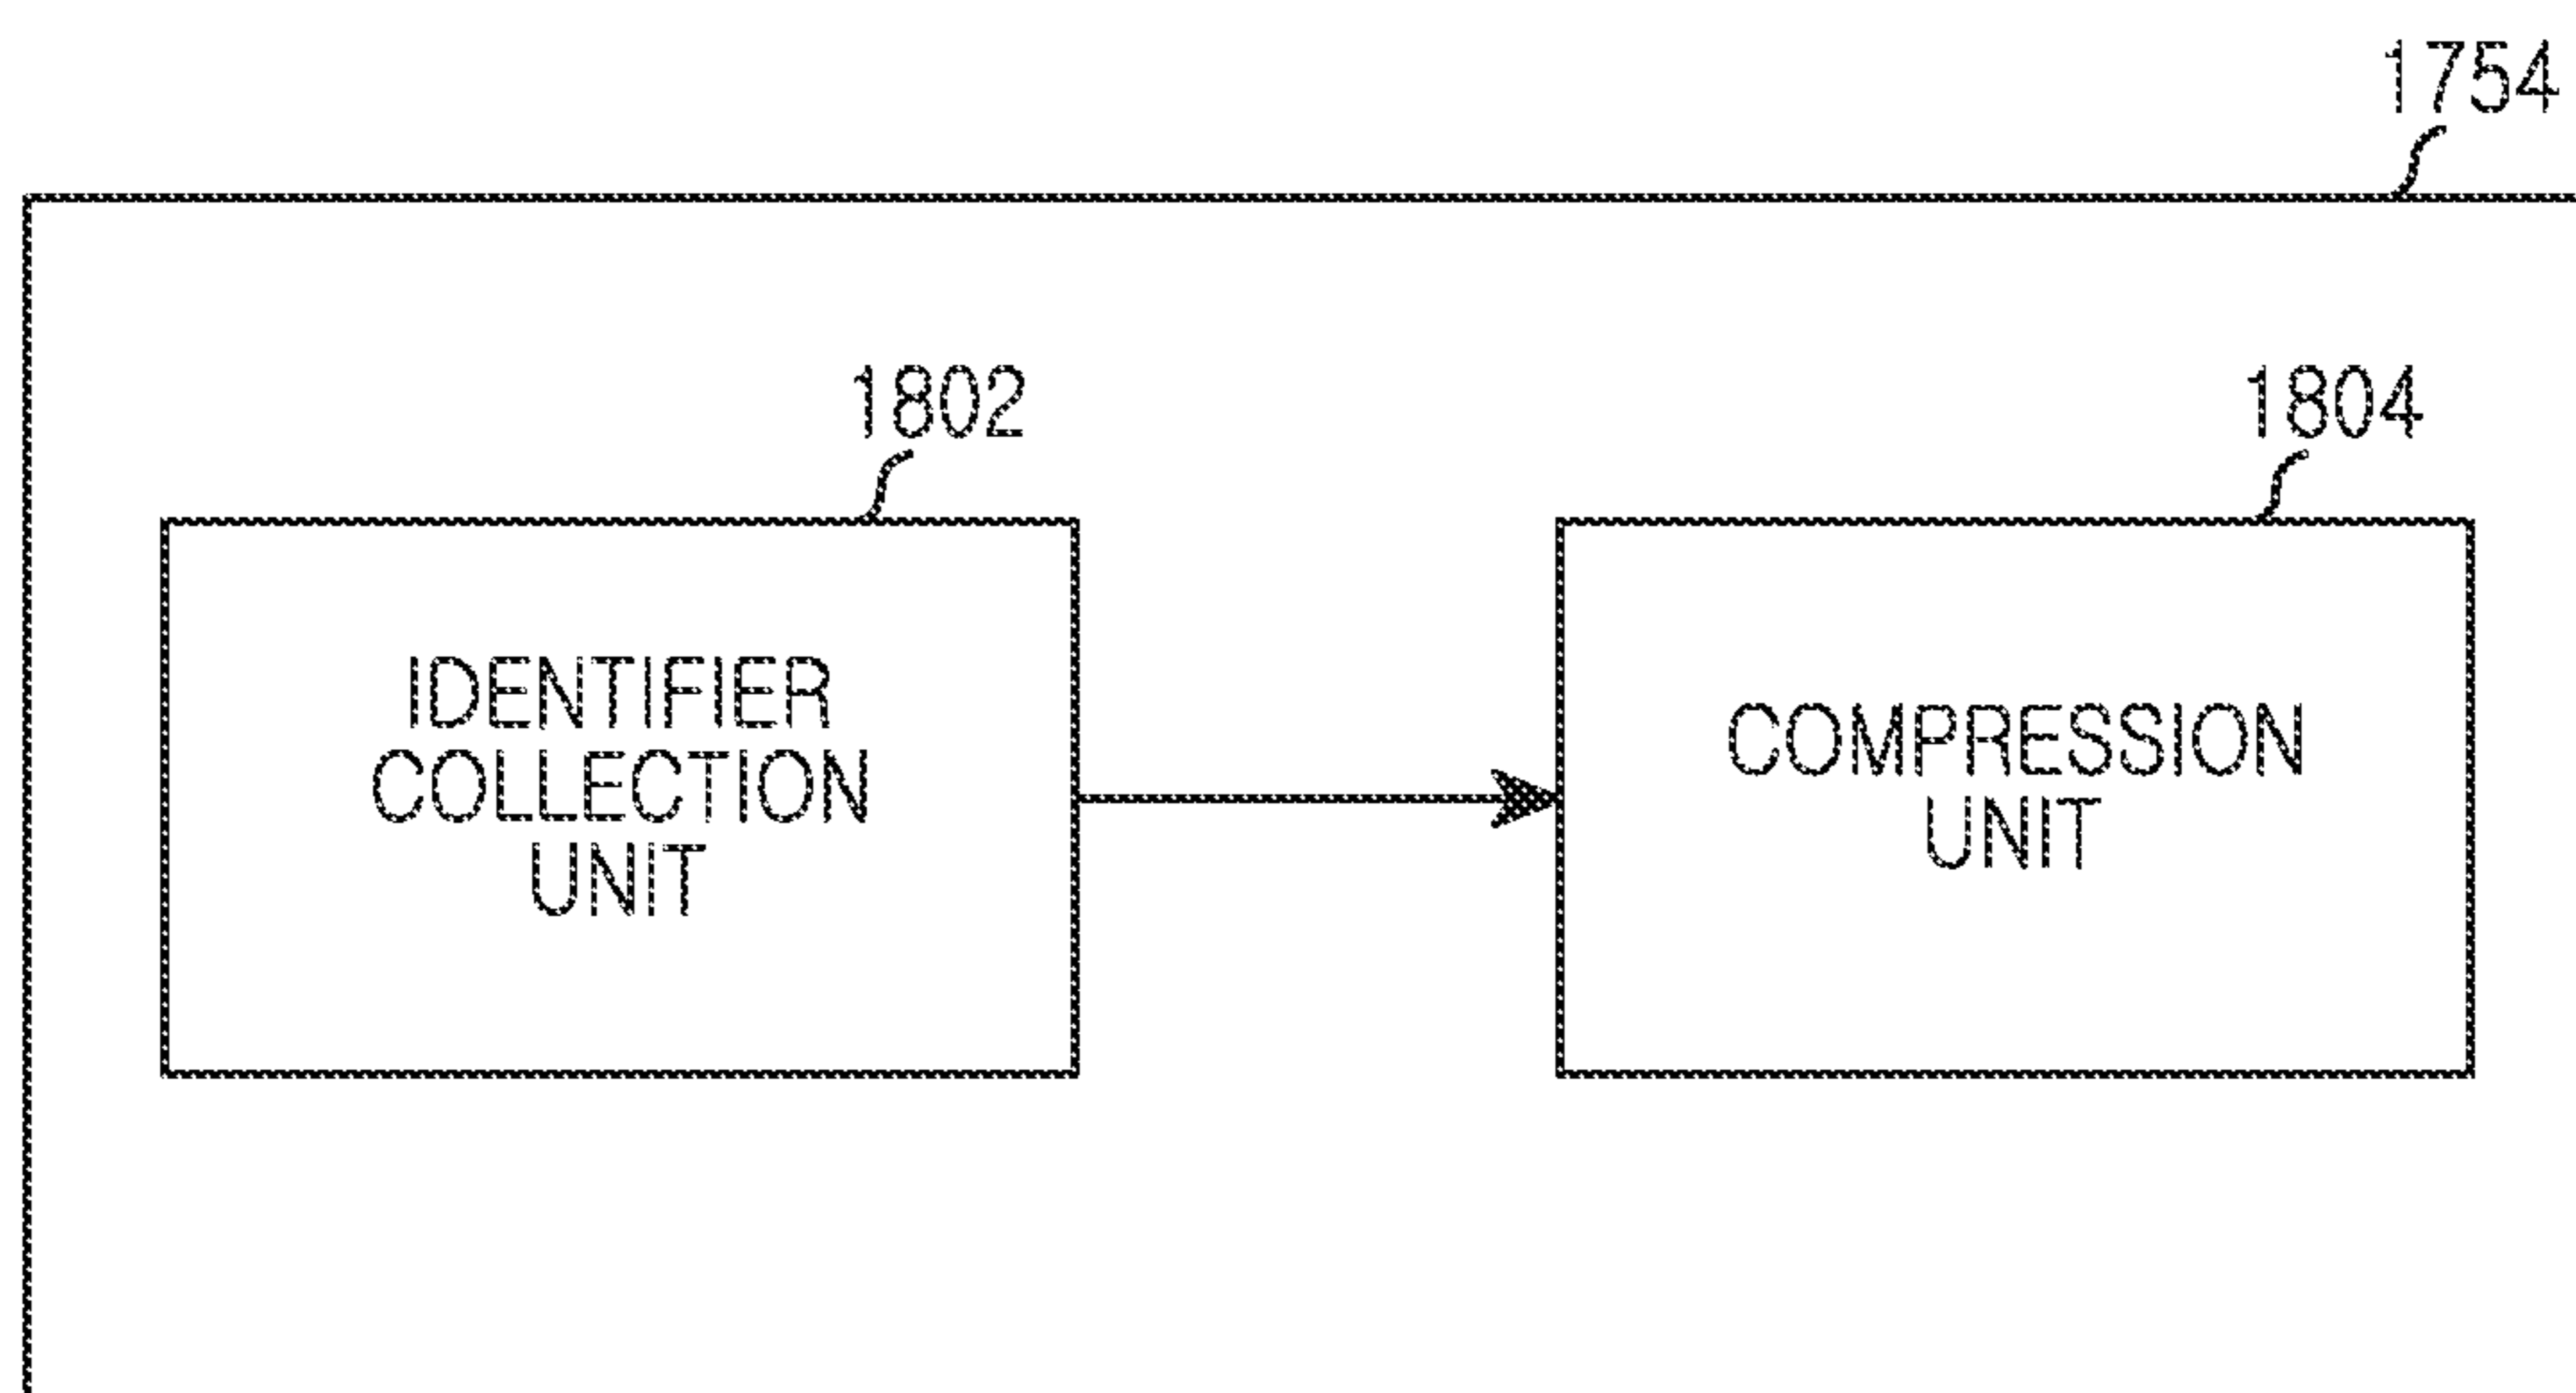 1754
1802
1804
IDENTIFIER
COLLECTION
UNIT
COMPRESSION
UNIT